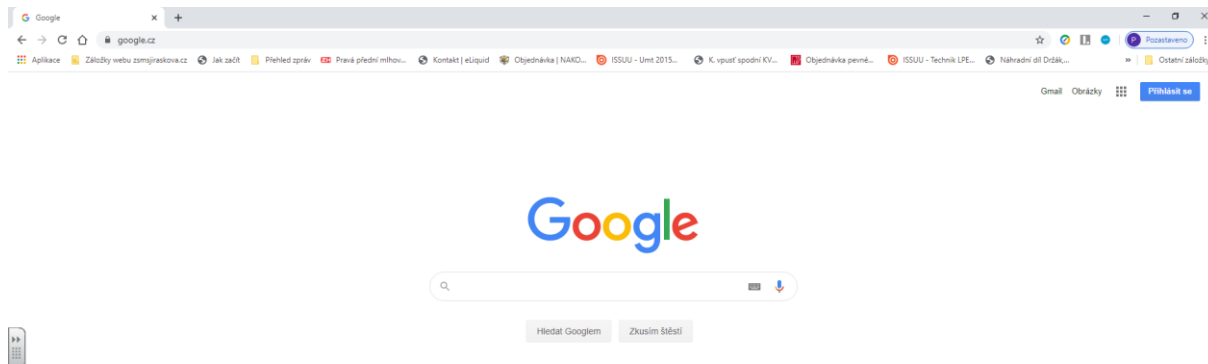 Google
google.cz
P Pozastaveno
Aplikace Záložky webu zsmsjiraskova.cz Jak začít Přehled zpráv Pravá přední mlhov... Kontakt | eLiquid Objednávka | NAKO... ISSUU - Umt 2015... K. vpusť spodní KV... Objednávka pevné... ISSUU - Technik LPE... Náhradní díl Držák,... » Ostatní záložky
Gmail Obrázky Přihlásit se
Google
Hledat Googlem Zkusím štěstí